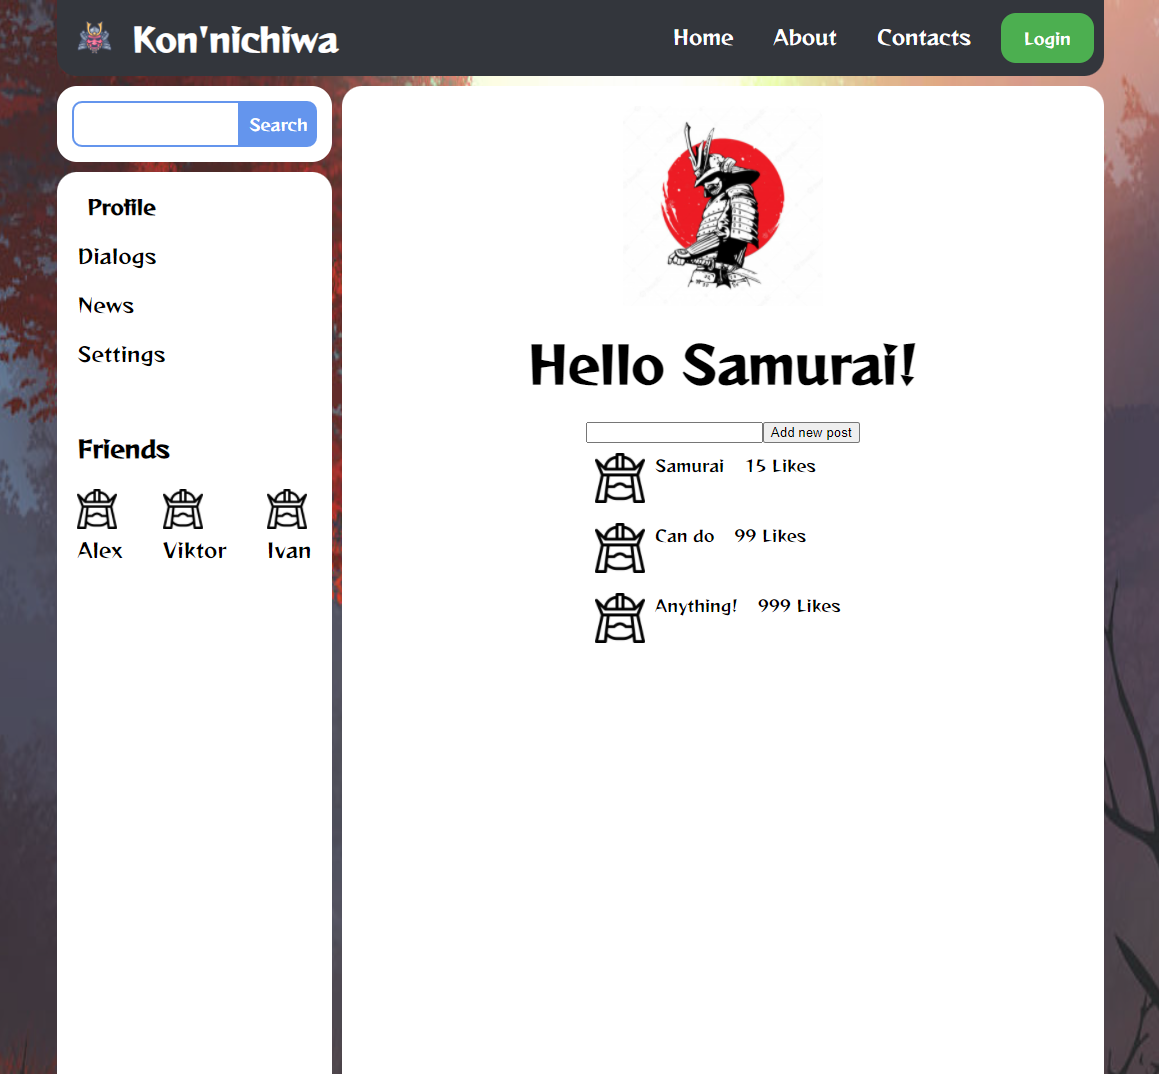 Kon'nichiwa
Home
About
Contacts
Login
Search
Profile
Dialogs
News
Settings
Friends
Alex
Viktor
Ivan
Hello Samurai!
Add new post
Samurai 15 Likes
Can do 99 Likes
Anything! 999 Likes